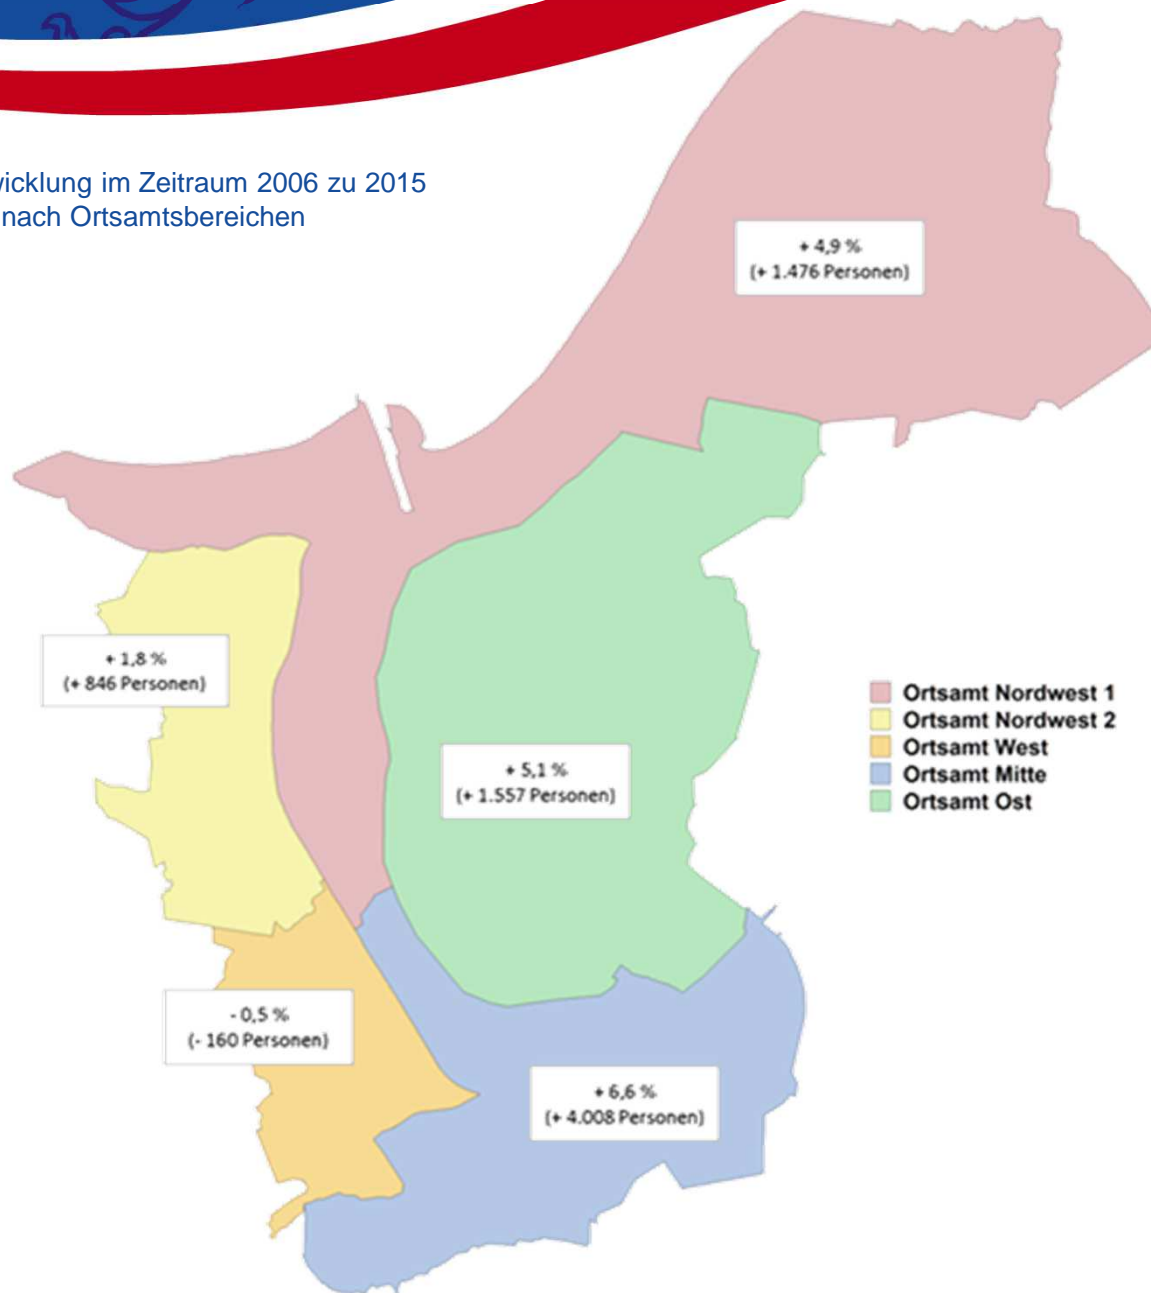 wicklung im Zeitraum 2006 zu 2015
nach Ortsamtsbereichen
+ 4,9 %
(+ 1.476 Personen)
+ 1,8 %
(+ 846 Personen)
+ 5,1 %
(+ 1.557 Personen)
Ortsamt Nordwest 1
Ortsamt Nordwest 2
Ortsamt West
Ortsamt Mitte
Ortsamt Ost
- 0,5 %
(- 160 Personen)
+ 6,6 %
(+ 4.008 Personen)